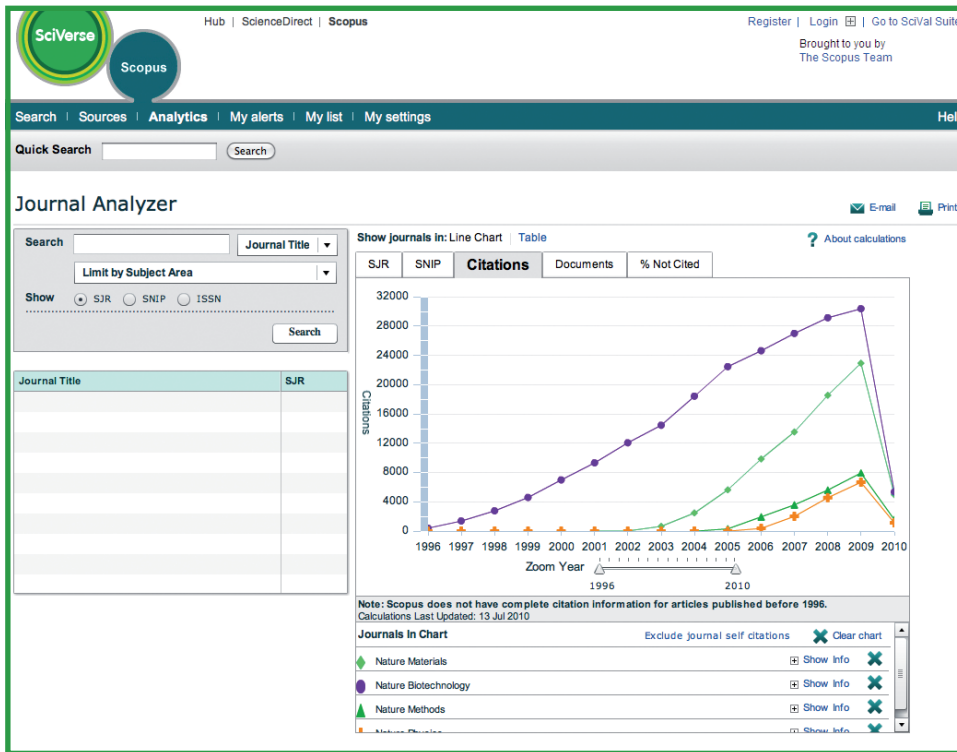 SciVerse
Scopus
Hub | ScienceDirect | Scopus
Register | Login | Go to SciVal Suite
Brought to you by
The Scopus Team
Search | Sources | Analytics | My alerts | My list | My settings
Hel
Quick Search Search
Journal Analyzer
E-mail Print
Search Journal Title
Limit by Subject Area
Show SJR SNIP ISSN
Search
Journal Title SJR
Show journals in: Line Chart | Table
? About calculations
SJR SNIP Citations Documents % Not Cited
Citations
32000
28000
24000
20000
16000
12000
8000
4000
0
1996 1997 1998 1999 2000 2001 2002 2003 2004 2005 2006 2007 2008 2009 2010
Zoom Year
1996 2010
Note: Scopus does not have complete citation information for articles published before 1996.
Calculations Last Updated: 13 Jul 2010
Journals In Chart Exclude journal self citations Clear chart
Nature Materials Show Info
Nature Biotechnology Show Info
Nature Methods Show Info
Nature Physics Show Info